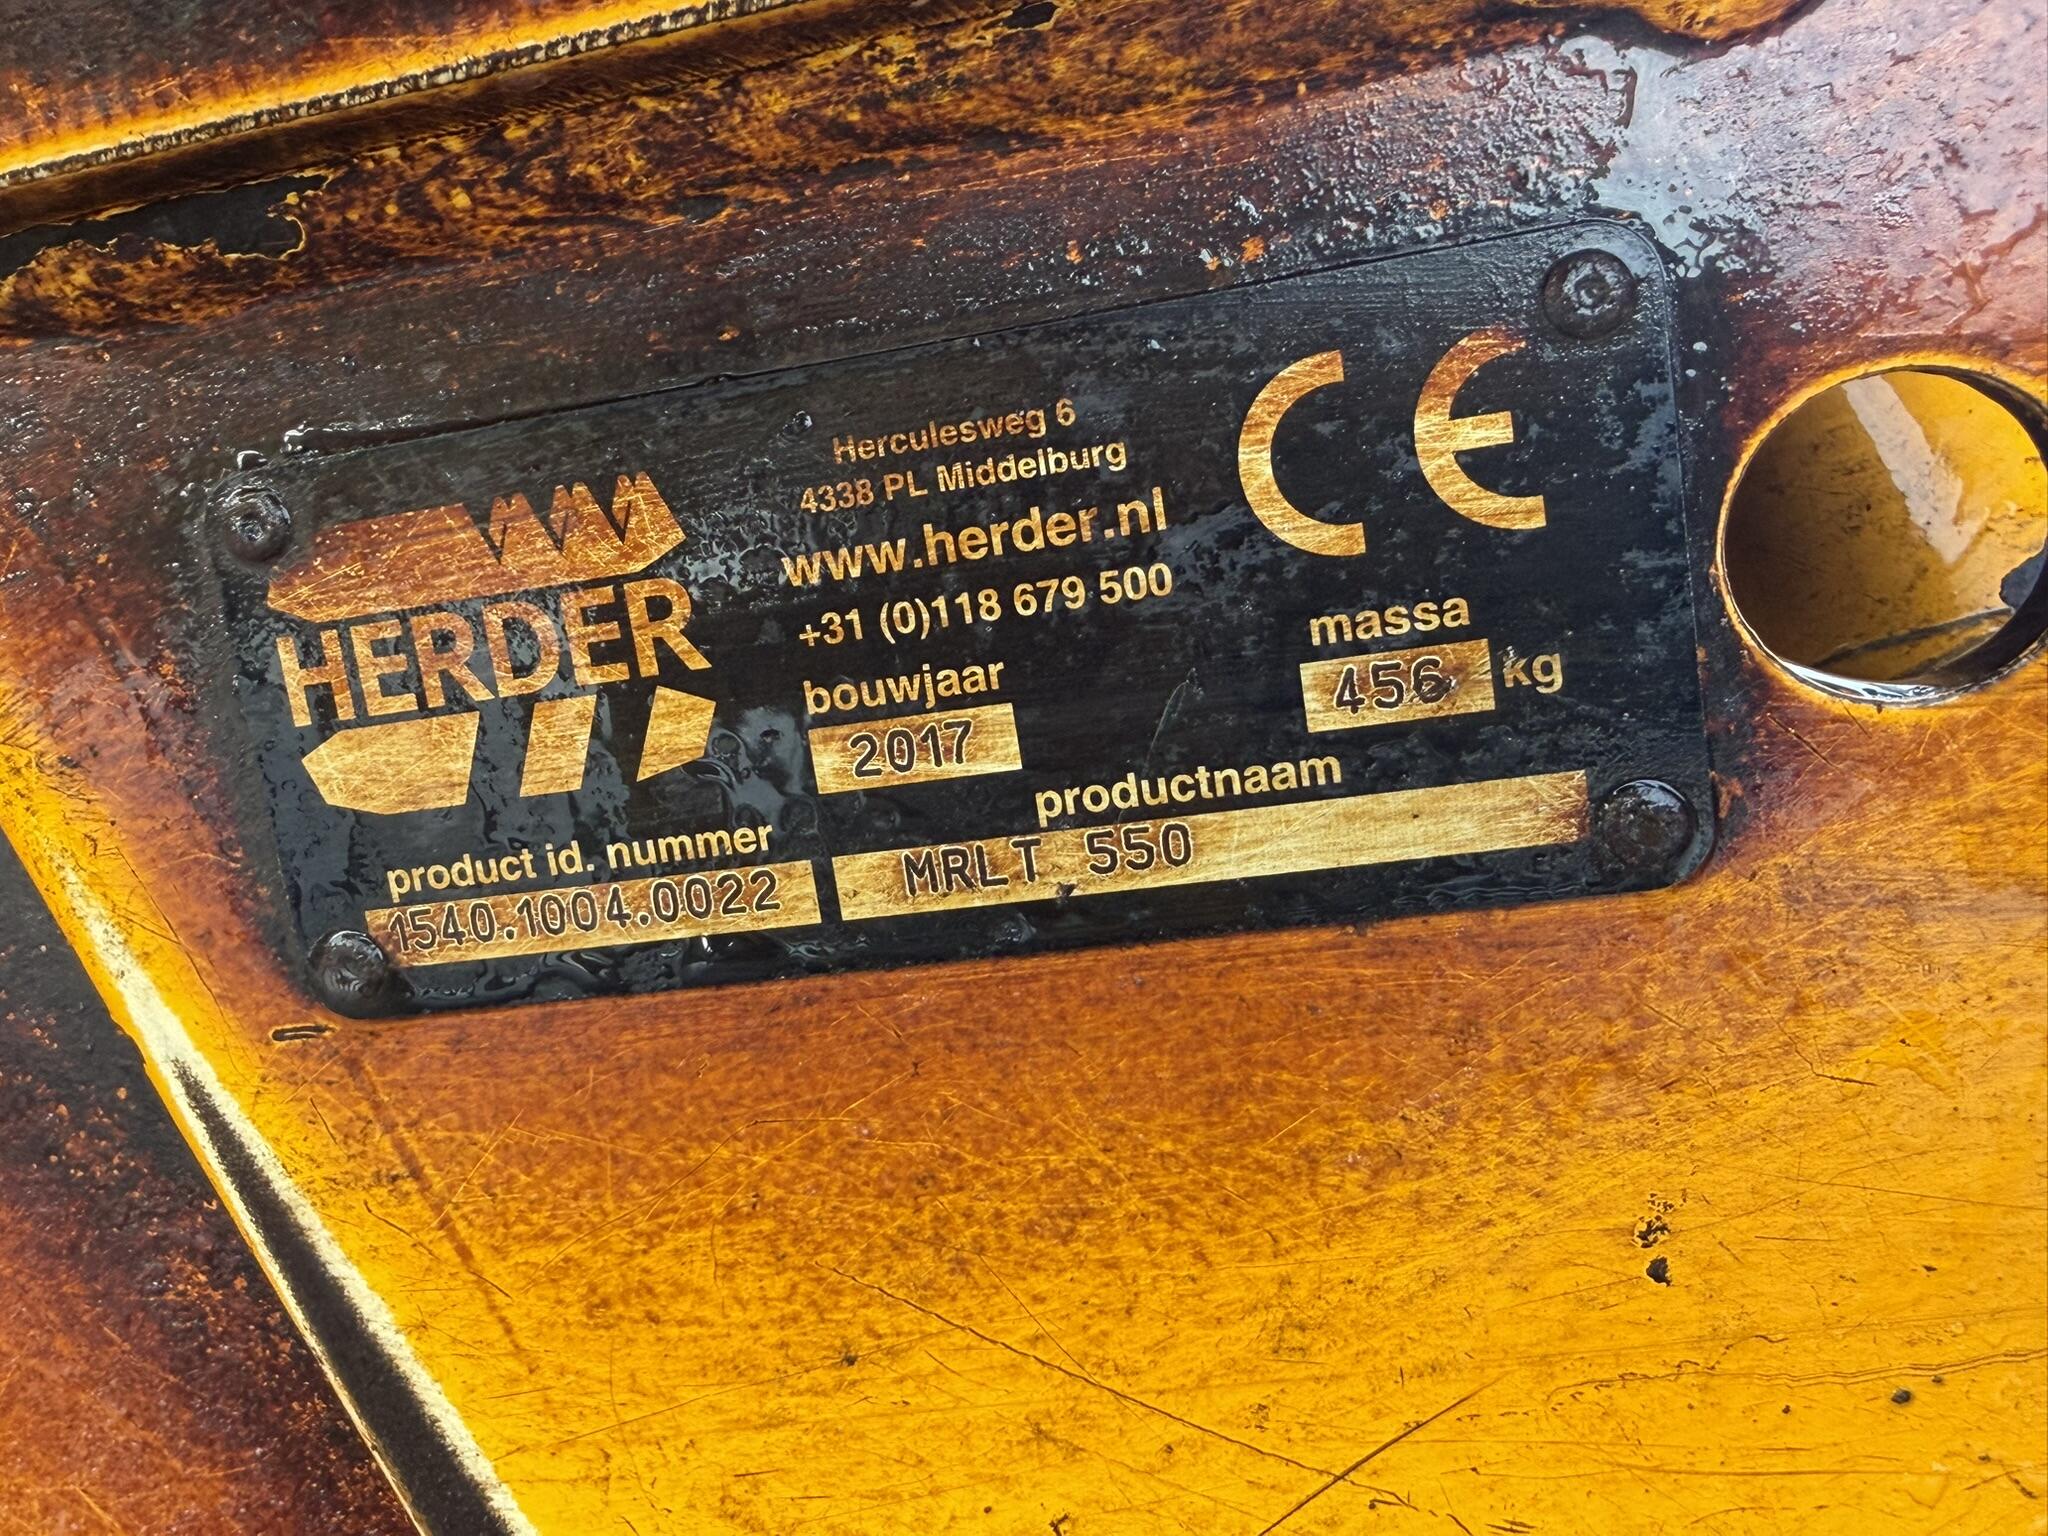 HERDER
Herculesweg 6
4338 PL Middelburg
www.herder.nl
+31 (0)118 679 500
CE
bouwjaar
2017
massa
456 kg
product id. nummer
1540.1004.0022
productnaam
MRLT 550